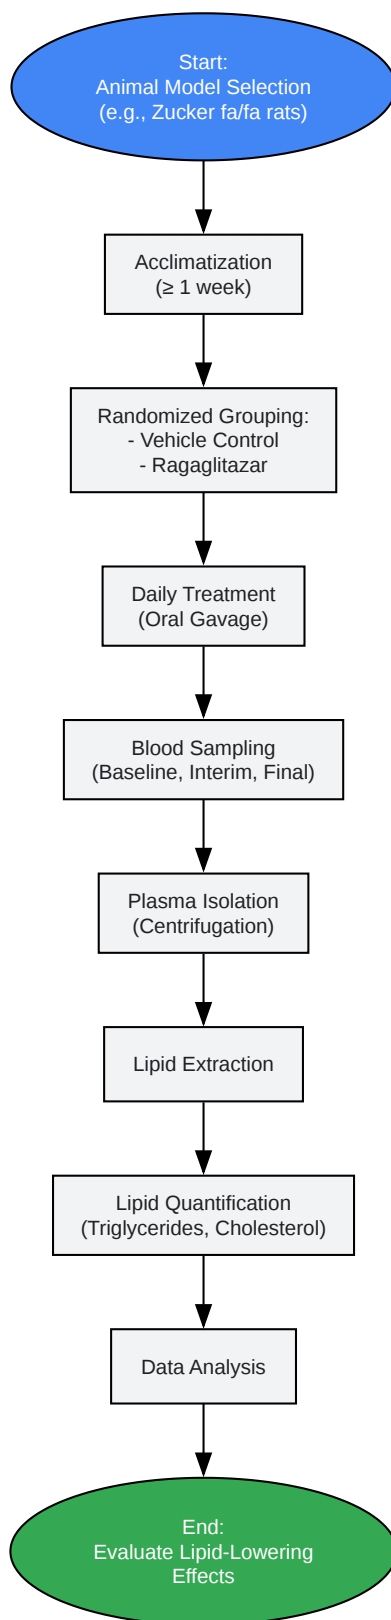 Start:
Animal Model Selection
(e.g., Zucker fa/fa rats)
Acclimatization
(≥ 1 week)
Randomized Grouping:
- Vehicle Control
- Ragaglitazar
Daily Treatment
(Oral Gavage)
Blood Sampling
(Baseline, Interim, Final)
Plasma Isolation
(Centrifugation)
Lipid Extraction
Lipid Quantification
(Triglycerides, Cholesterol)
Data Analysis
End:
Evaluate Lipid-Lowering
Effects